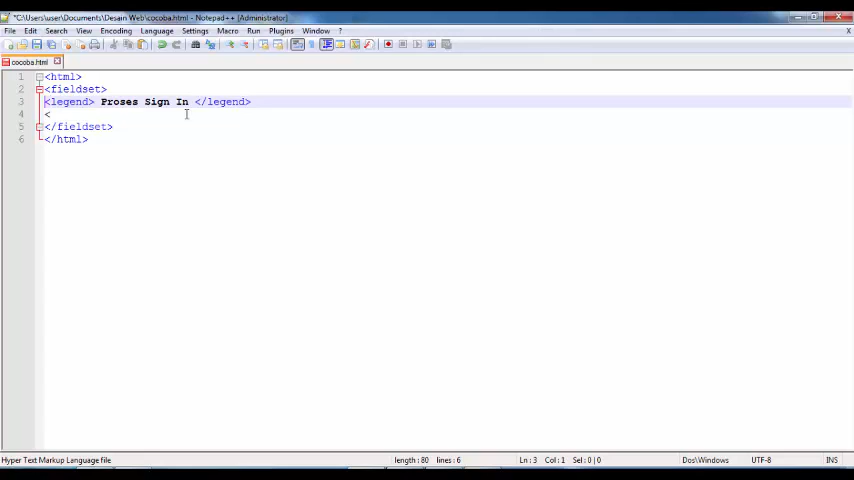 *C:\Users\user\Documents\Desain Web\cocoba.html - Notepad++ [Administrator]
File Edit Search View Encoding Language Settings Macro Run Plugins Window ? X
cocoba.html
1 <html>
2 <fieldset>
3 <legend> Proses Sign In </legend>
4 <
5 </fieldset>
6 </html>
Hyper Text Markup Language file length : 80 lines : 6 Ln : 3 Col : 1 Sel : 0 | 0 Dos\Windows UTF-8 INS